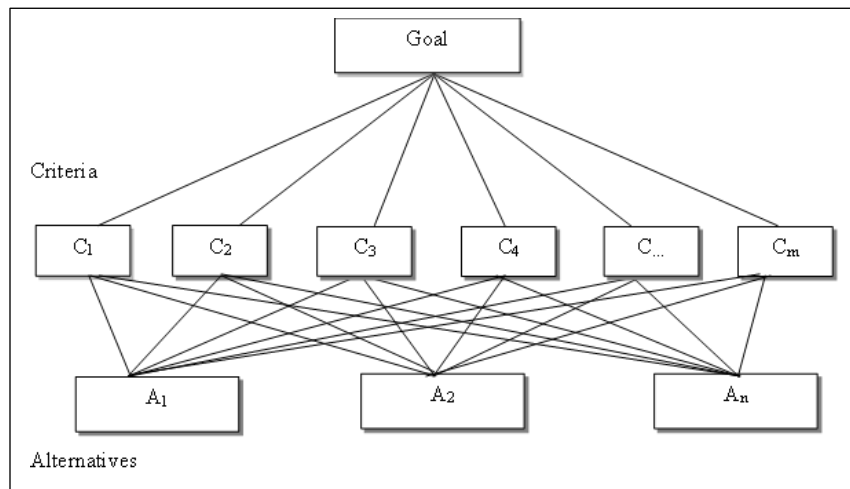 Goal
Criteria
C1 C2 C3 C4 C... Cm
A1 A2 An
Alternatives